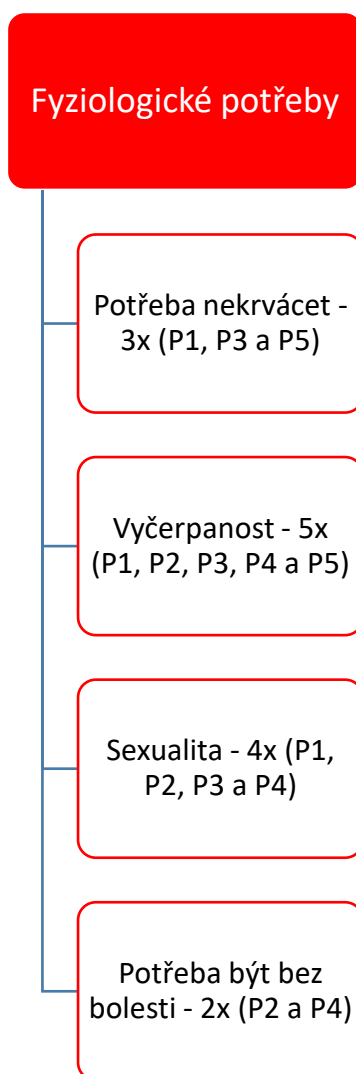 Fyziologické potřeby
Potřeba nekrvácet -
3x (P1, P3 a P5)
Vyčerpanost - 5x
(P1, P2, P3, P4 a P5)
Sexualita - 4x (P1,
P2, P3 a P4)
Potřeba být bez
bolesti - 2x (P2 a P4)